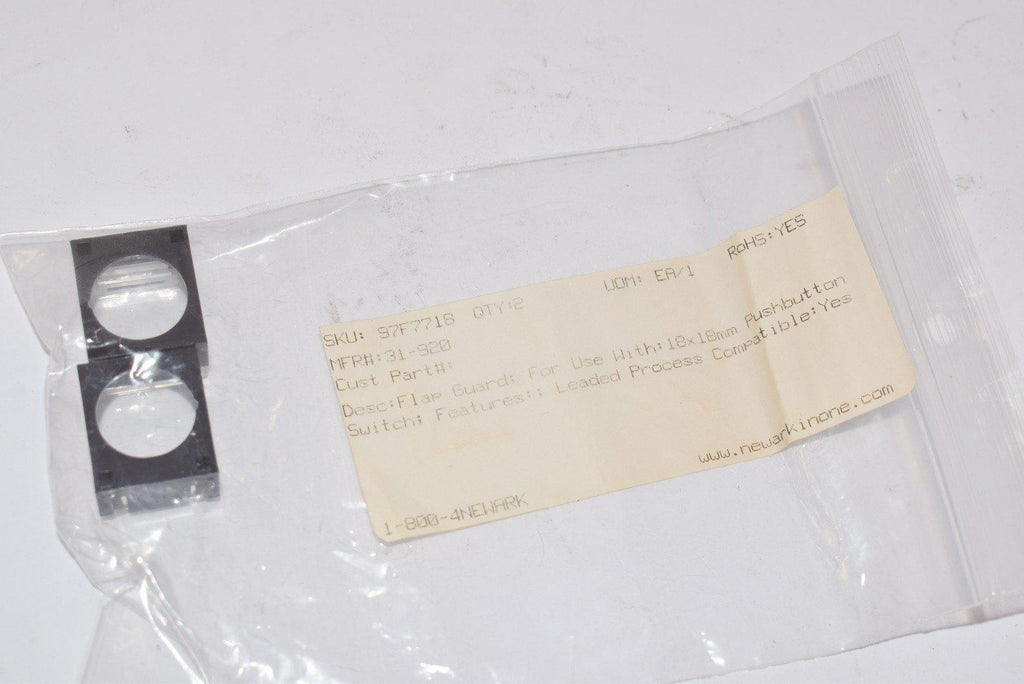 SKU: 97F7718 QTY:2 UOM: EA/1 RoHS:YES
MFR#:31-920
Cust Part#:
Desc:Flap Guard; For Use With:18x18mm Pushbutton
Switch; Features:; Leaded Process Compatible:Yes
www.newarkinone.com
1-800-4NEWARK